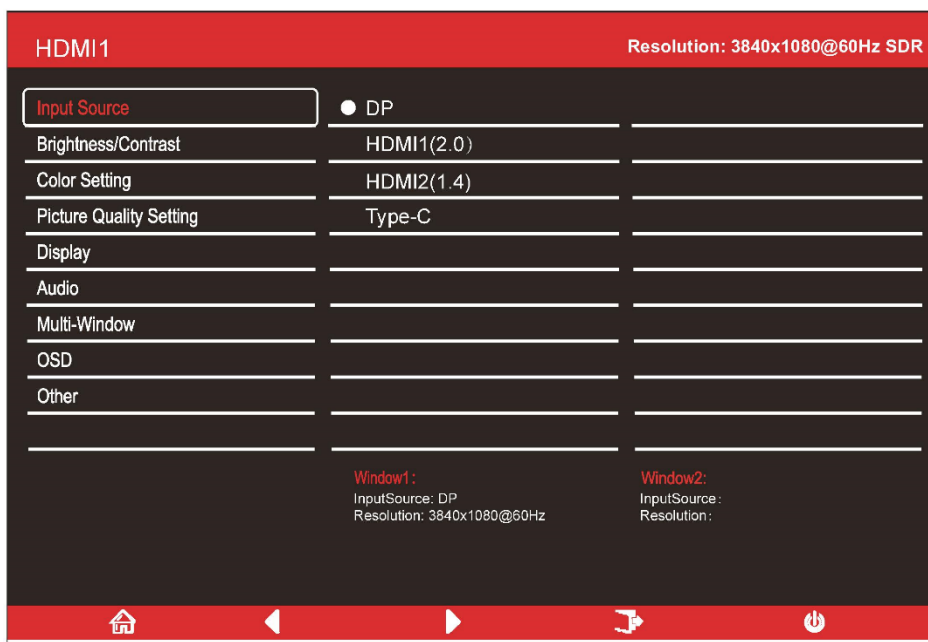 HDMI1
Resolution: 3840x1080@60Hz SDR
Input Source
Brightness/Contrast
Color Setting
Picture Quality Setting
Display
Audio
Multi-Window
OSD
Other
DP
HDMI1(2.0)
HDMI2(1.4)
Type-C
Window1:
InputSource: DP
Resolution: 3840x1080@60Hz
Window2:
InputSource:
Resolution: